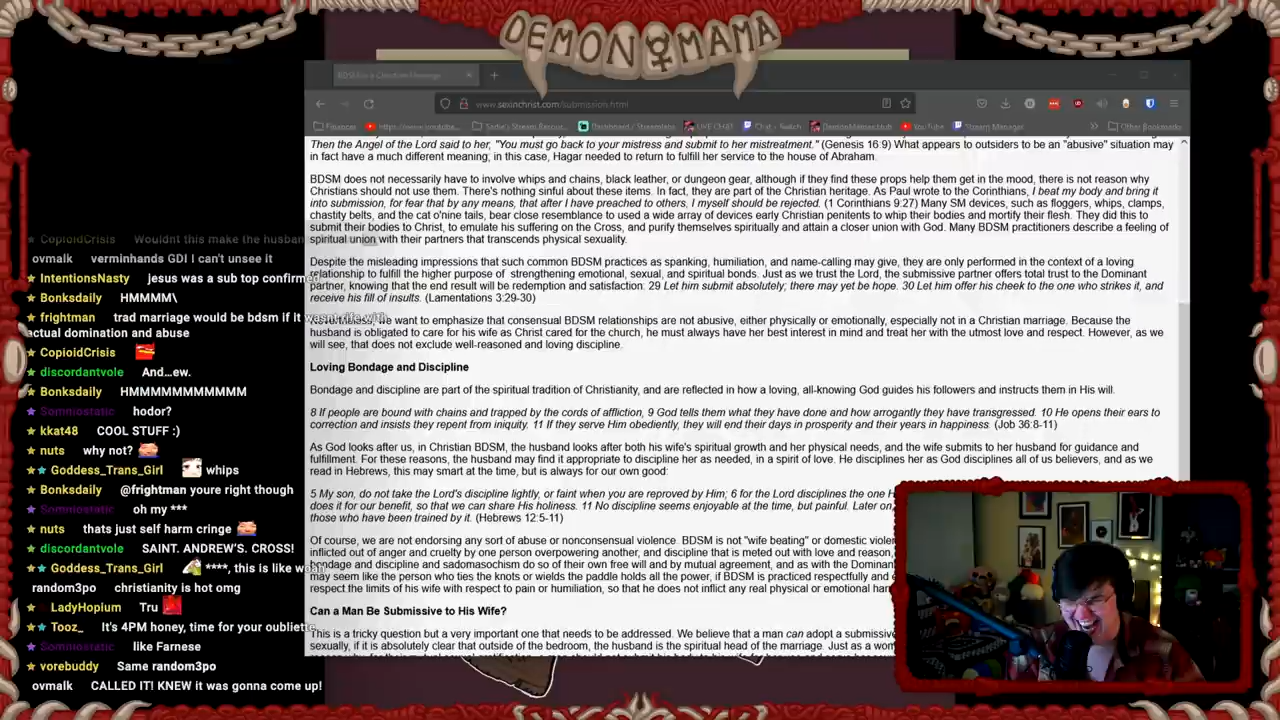 DEMON MAMA
BDSM in a Christian Marriage
www.sexinchrist.com/submission.html
Finances
https://www.youtube...
Sadie's Stream Resour...
Dashboard / Streamlabs
LIVE CHAT
Chat - Twitch
DemonMamasHub
YouTube
Stream Manager
Other Bookmarks
Then the Angel of the Lord said to her, "You must go back to your mistress and submit to her mistreatment." (Genesis 16:9) What appears to outsiders to be an "abusive" situation may
in fact have a much different meaning; in this case, Hagar needed to return to fulfill her service to the house of Abraham.
BDSM does not necessarily have to involve whips and chains, black leather, or dungeon gear, although if they find these props help them get in the mood, there is not reason why
Christians should not use them. There's nothing sinful about these items. In fact, they are part of the Christian heritage. As Paul wrote to the Corinthians, I beat my body and bring it
into submission, for fear that by any means, that after I have preached to others, I myself should be rejected. (1 Corinthians 9:27) Many SM devices, such as floggers, whips, clamps,
chastity belts, and the cat o'nine tails, bear close resemblance to used a wide array of devices early Christian penitents to whip their bodies and mortify their flesh. They did this to
submit their bodies to Christ, to emulate his suffering on the Cross, and purify themselves spiritually and attain a closer union with God. Many BDSM practitioners describe a feeling of
spiritual union with their partners that transcends physical sexuality.
Despite the misleading impressions that such common BDSM practices as spanking, humiliation, and name-calling may give, they are only performed in the context of a loving
relationship to fulfill the higher purpose of strengthening emotional, sexual, and spiritual bonds. Just as we trust the Lord, the submissive partner offers total trust to the Dominant
partner, knowing that the end result will be redemption and satisfaction: 29 Let him submit absolutely; there may yet be hope. 30 Let him offer his cheek to the one who strikes it, and
receive his fill of insults. (Lamentations 3:29-30)
Nevertheless, we want to emphasize that consensual BDSM relationships are not abusive, either physically or emotionally, especially not in a Christian marriage. Because the
husband is obligated to care for his wife as Christ cared for the church, he must always have her best interest in mind and treat her with the utmost love and respect. However, as we
will see, that does not exclude well-reasoned and loving discipline.
Loving Bondage and Discipline
Bondage and discipline are part of the spiritual tradition of Christianity, and are reflected in how a loving, all-knowing God guides his followers and instructs them in His will.
8 If people are bound with chains and trapped by the cords of affliction, 9 God tells them what they have done and how arrogantly they have transgressed. 10 He opens their ears to
correction and insists they repent from iniquity. 11 If they serve Him obediently, they will end their days in prosperity and their years in happiness. (Job 36:8-11)
As God looks after us, in Christian BDSM, the husband looks after both his wife's spiritual growth and her physical needs, and the wife submits to her husband for guidance and
fulfillment. For these reasons, the husband may find it appropriate to discipline her as needed, in a spirit of love. He disciplines her as God disciplines all of us believers, and as we
read in Hebrews, this may smart at the time, but is always for our own good:
5 My son, do not take the Lord's discipline lightly, or faint when you are reproved by Him; 6 for the Lord disciplines the one H
does it for our benefit, so that we can share His holiness. 11 No discipline seems enjoyable at the time, but painful. Later on,
those who have been trained by it. (Hebrews 12:5-11)
Of course, we are not endorsing any sort of abuse or nonconsensual violence. BDSM is not "wife beating" or domestic violen
inflicted out of anger and cruelty by one person overpowering another, and discipline that is meted out with love and reason,
bondage and discipline and sadomasochism do so of their own free will and by mutual agreement, and as with the Dominan
may seem like the person who ties the knots or wields the paddle holds all the power, if BDSM is practiced respectfully and
respect the limits of his wife with respect to pain or humiliation, so that he does not inflict any real physical or emotional har
Can a Man Be Submissive to His Wife?
This is a tricky question but a very important one that needs to be addressed. We believe that a man can adopt a submissiv
sexually, if it is absolutely clear that outside of the bedroom, the husband is the spiritual head of the marriage. Just as a wom
CopioidCrisis Wouldnt this make the husban
ovmalk verminhands GDI I can't unsee it
IntentionsNasty jesus was a sub top confirmed
Bonksdaily HMMMM\
frightman trad marriage would be bdsm if it wasnt rife with
actual domination and abuse
CopioidCrisis
discordantvole And...ew.
Bonksdaily HMMMMMMMMMMM
Somniostatic hodor?
kkat48 COOL STUFF :)
nuts why not?
Goddess_Trans_Girl whips
Bonksdaily @frightman youre right though
Somniostatic oh my ***
nuts thats just self harm cringe
discordantvole SAINT. ANDREW'S. CROSS!
Goddess_Trans_Girl ****, this is like woah
random3po christianity is hot omg
LadyHopium Tru
Tooz_ It's 4PM honey, time for your oubliette
Somniostatic like Farnese
vorebuddy Same random3po
ovmalk CALLED IT! KNEW it was gonna come up!